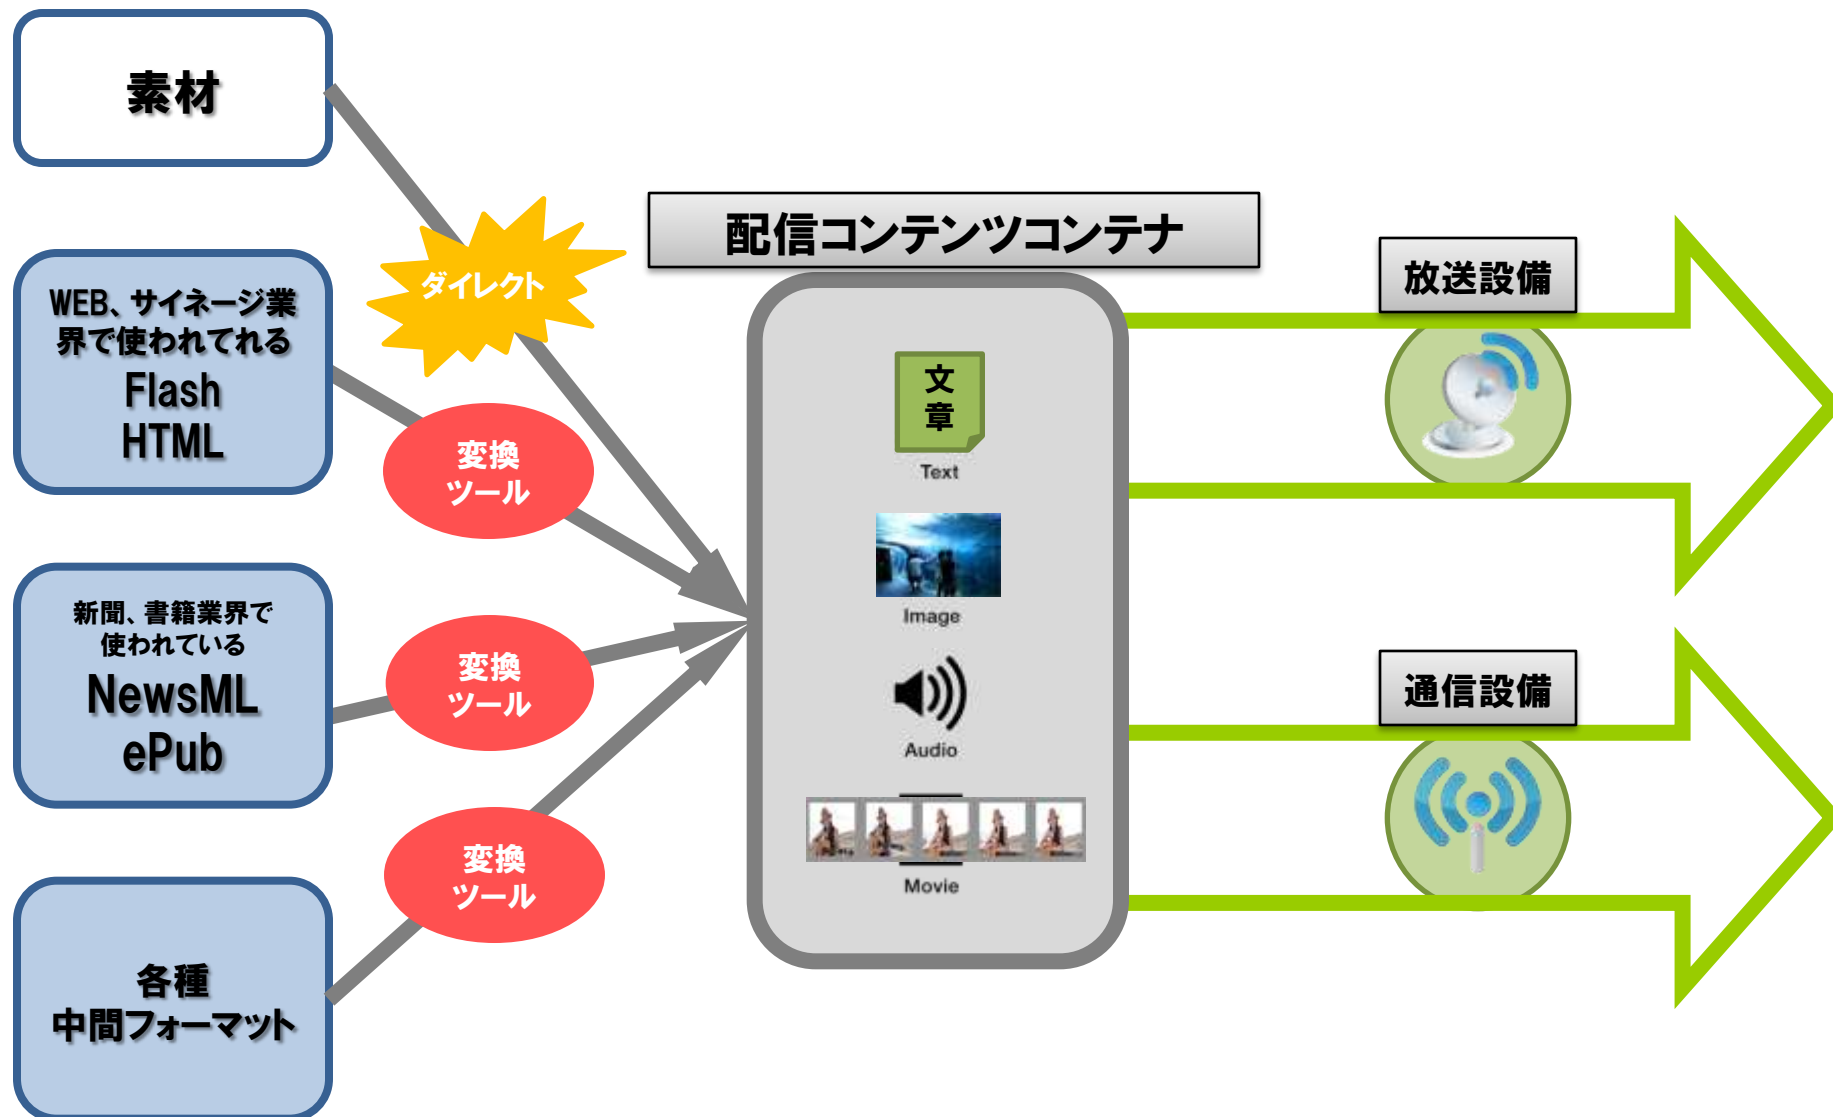 素材
ダイレクト
WEB、サイネージ業
界で使われてれる
Flash
HTML
変換
ツール
新聞、書籍業界で
使われている
NewsML
ePub
変換
ツール
各種
中間フォーマット
変換
ツール
配信コンテンツコンテナ
文
章
Text
Image
Audio
Movie
放送設備
通信設備